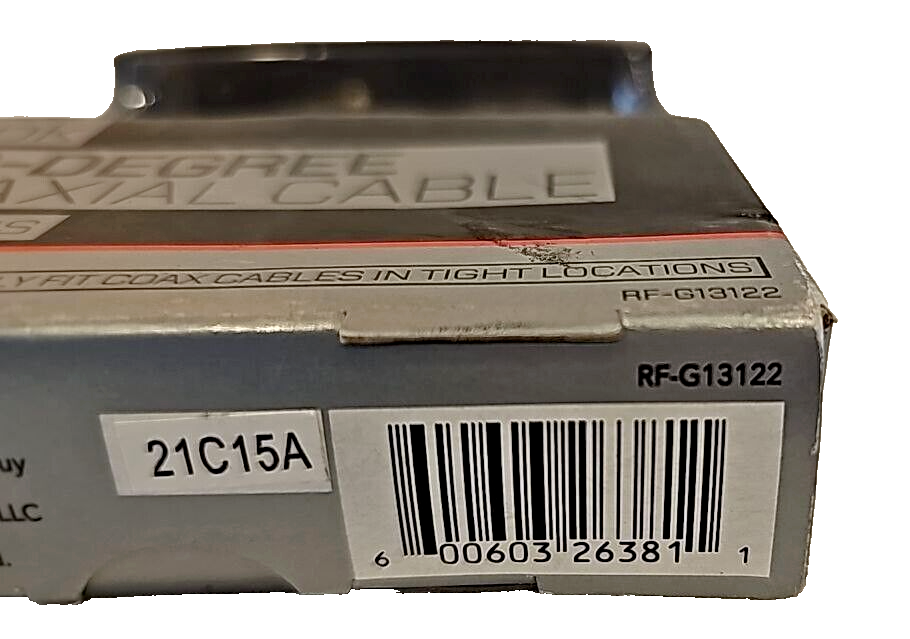 -DEGREE
AXIAL CABLE
LY FIT COAX CABLES IN TIGHT LOCATIONS
RF-G13122
RF-G13122
21C15A
uy
LLC
6 00603 26381 1